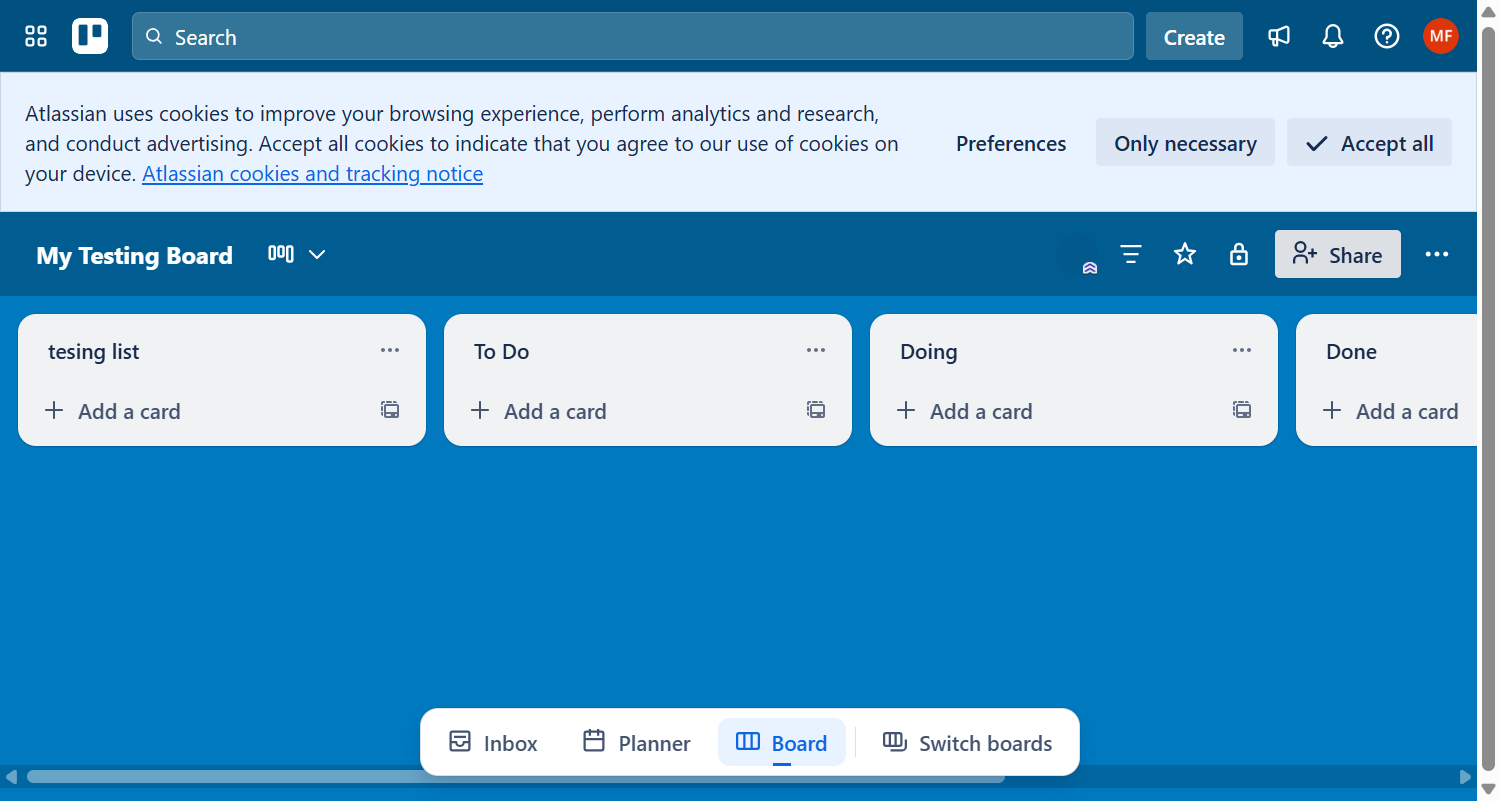 Search
Create
MF
Atlassian uses cookies to improve your browsing experience, perform analytics and research,
and conduct advertising. Accept all cookies to indicate that you agree to our use of cookies on
your device. Atlassian cookies and tracking notice
Preferences
Only necessary
Accept all
My Testing Board
Share
tesing list
Add a card
To Do
Add a card
Doing
Add a card
Done
Add a card
Inbox
Planner
Board
Switch boards